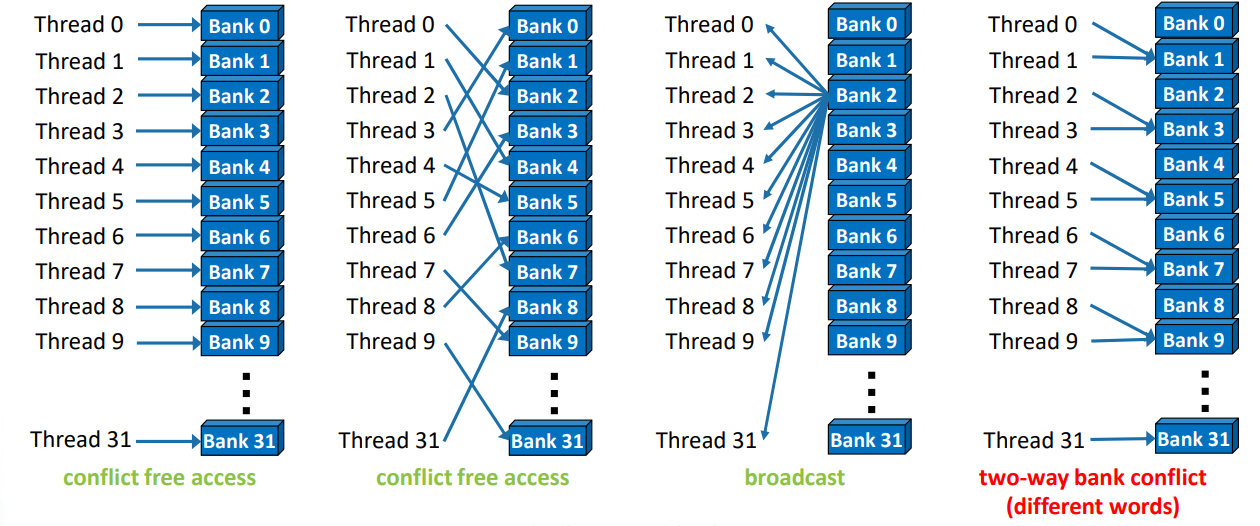 Thread 0 Bank 0 Thread 0 Bank 0 Thread 0 Bank 0 Thread 0 Bank 0
Thread 1 Bank 1 Thread 1 Bank 1 Thread 1 Bank 1 Thread 1 Bank 1
Thread 2 Bank 2 Thread 2 Bank 2 Thread 2 Bank 2 Thread 2 Bank 2
Thread 3 Bank 3 Thread 3 Bank 3 Thread 3 Bank 3 Thread 3 Bank 3
Thread 4 Bank 4 Thread 4 Bank 4 Thread 4 Bank 4 Thread 4 Bank 4
Thread 5 Bank 5 Thread 5 Bank 5 Thread 5 Bank 5 Thread 5 Bank 5
Thread 6 Bank 6 Thread 6 Bank 6 Thread 6 Bank 6 Thread 6 Bank 6
Thread 7 Bank 7 Thread 7 Bank 7 Thread 7 Bank 7 Thread 7 Bank 7
Thread 8 Bank 8 Thread 8 Bank 8 Thread 8 Bank 8 Thread 8 Bank 8
Thread 9 Bank 9 Thread 9 Bank 9 Thread 9 Bank 9 Thread 9 Bank 9
Thread 31 Bank 31 Thread 31 Bank 31 Thread 31 Bank 31 Thread 31 Bank 31
conflict free access conflict free access broadcast two-way bank conflict
(different words)